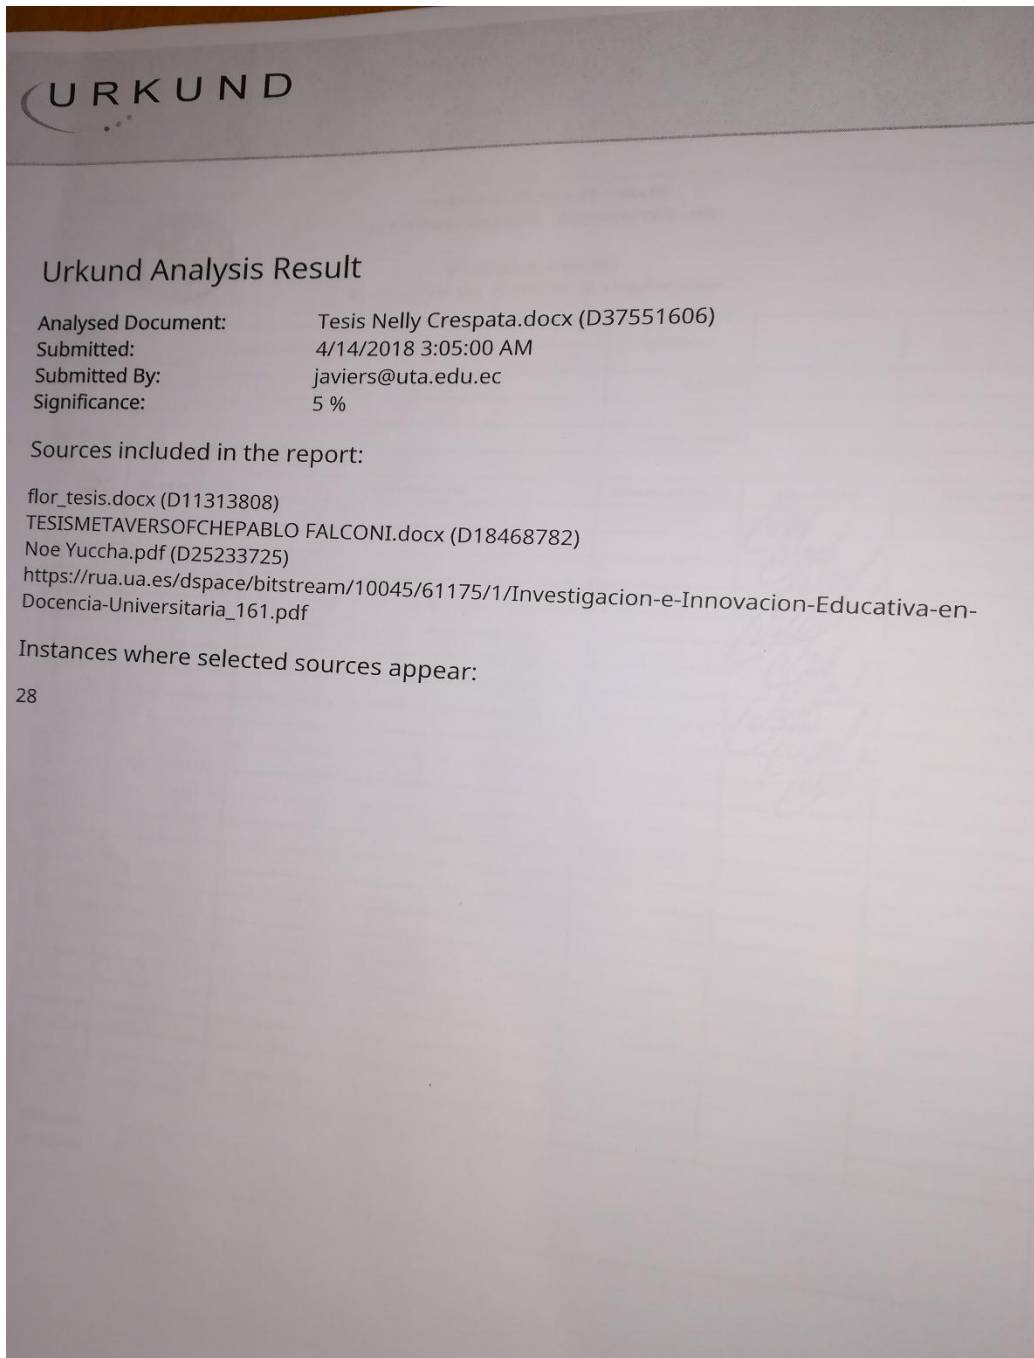 URKUND
Urkund Analysis Result
Analysed Document: Tesis Nelly Crespata.docx (D37551606)
Submitted: 4/14/2018 3:05:00 AM
Submitted By: javiers@uta.edu.ec
Significance: 5 %
Sources included in the report:
flor_tesis.docx (D11313808)
TESISMETAVERSOFCHEPABLO FALCONI.docx (D18468782)
Noe Yuccha.pdf (D25233725)
https://rua.ua.es/dspace/bitstream/10045/61175/1/Investigacion-e-Innovacion-Educativa-en-
Docencia-Universitaria_161.pdf
Instances where selected sources appear:
28